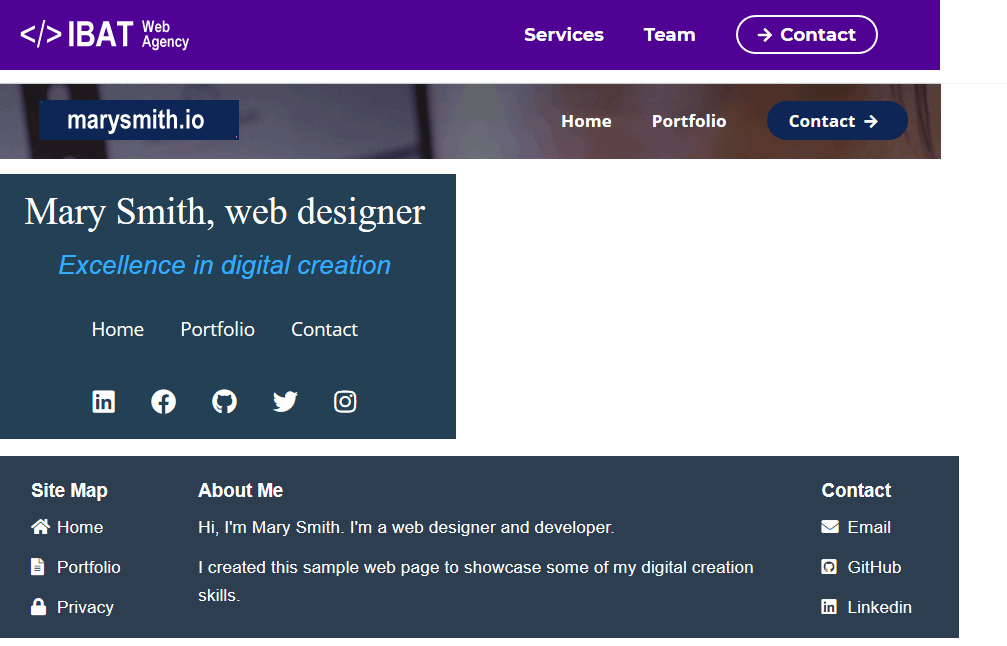 </> IBAT Web Agency
Services Team Contact
marysmith.io
Home Portfolio Contact
Mary Smith, web designer
Excellence in digital creation
Home Portfolio Contact
Site Map
Home
Portfolio
Privacy
About Me
Hi, I'm Mary Smith. I'm a web designer and developer.
I created this sample web page to showcase some of my digital creation
skills.
Contact
Email
GitHub
Linkedin